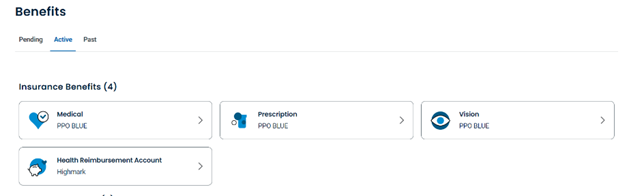 Benefits
Pending Active Past
Insurance Benefits (4)
Medical
PPO BLUE
Prescription
PPO BLUE
Vision
PPO BLUE
Health Reimbursement Account
Highmark